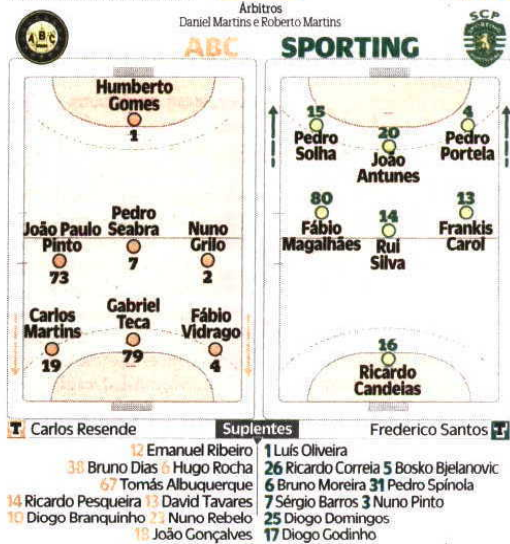 Árbitros
Daniel Martins e Roberto Martins
ABC
SPORTING
ABC
SCP
SPORTING
Humberto
Gomes
1
João Paulo
Pinto
73
Pedro
Seabra
7
Nuno
Grilo
2
Carlos
Martins
19
Gabriel
Teca
79
Fábio
Vidrago
4
15
Pedro
Solha
20
João
Antunes
4
Pedro
Portela
80
Fábio
Magalhães
14
Rui
Silva
13
Frankis
Carol
16
Ricardo
Candeias
T Carlos Resende
Suplentes
Frederico Santos T
12 Emanuel Ribeiro
38 Bruno Dias 6 Hugo Rocha
67 Tomás Albuquerque
14 Ricardo Pesqueira 13 David Tavares
10 Diogo Branquinho 23 Nuno Rebelo
18 João Gonçalves
1 Luís Oliveira
26 Ricardo Correia 5 Bosko Bjelanovic
6 Bruno Moreira 31 Pedro Spínola
7 Sérgio Barros 3 Nuno Pinto
25 Diogo Domingos
17 Diogo Godinho